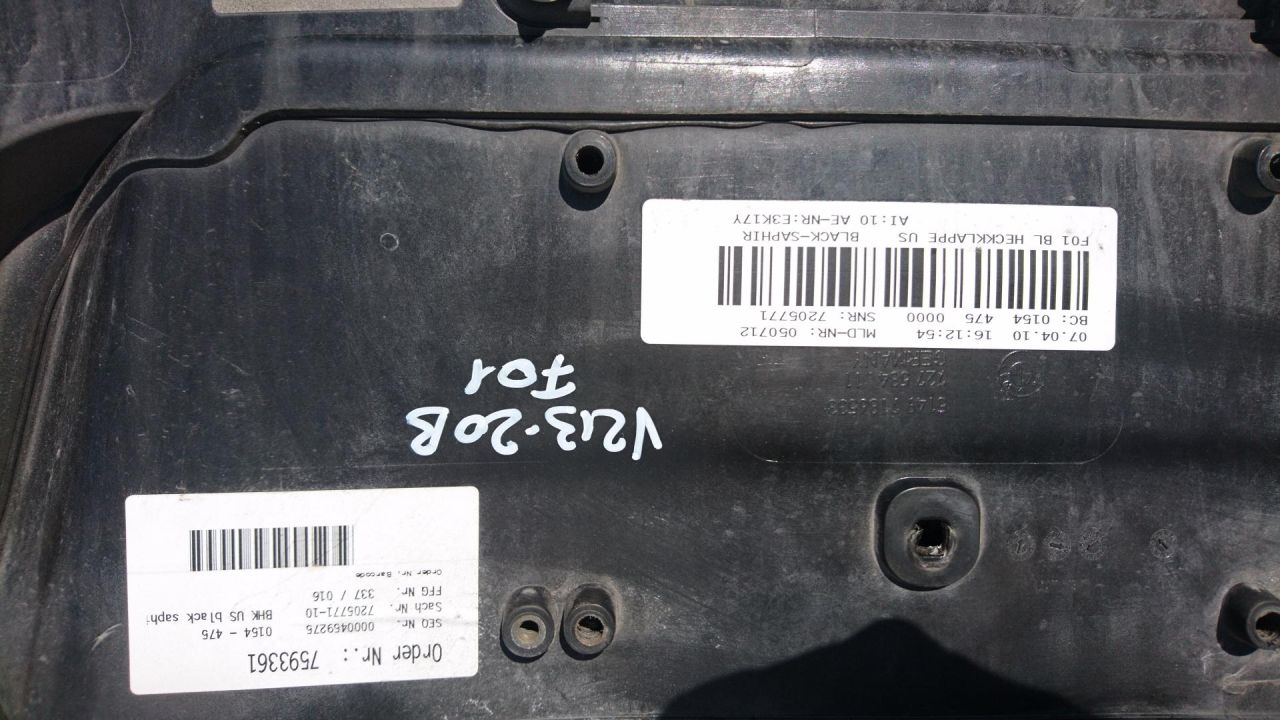 Order Nr.: 7593361
0154 - 475
SEQ Nr. 0000469275
Sach Nr. 7205771-10 BHK US black saphi
FFG Nr. 337 / 016
Order Nr. Barcode
V213-20B
F01
07.04.10 16:12:54 MLD-NR: 050712
BC: 0154 475 0000 SNR: 7205771
F01 BL HECKKLAPPE US BLACK-SAPHIR
AI:10 AE-NR:E3K17Y
GERMANY